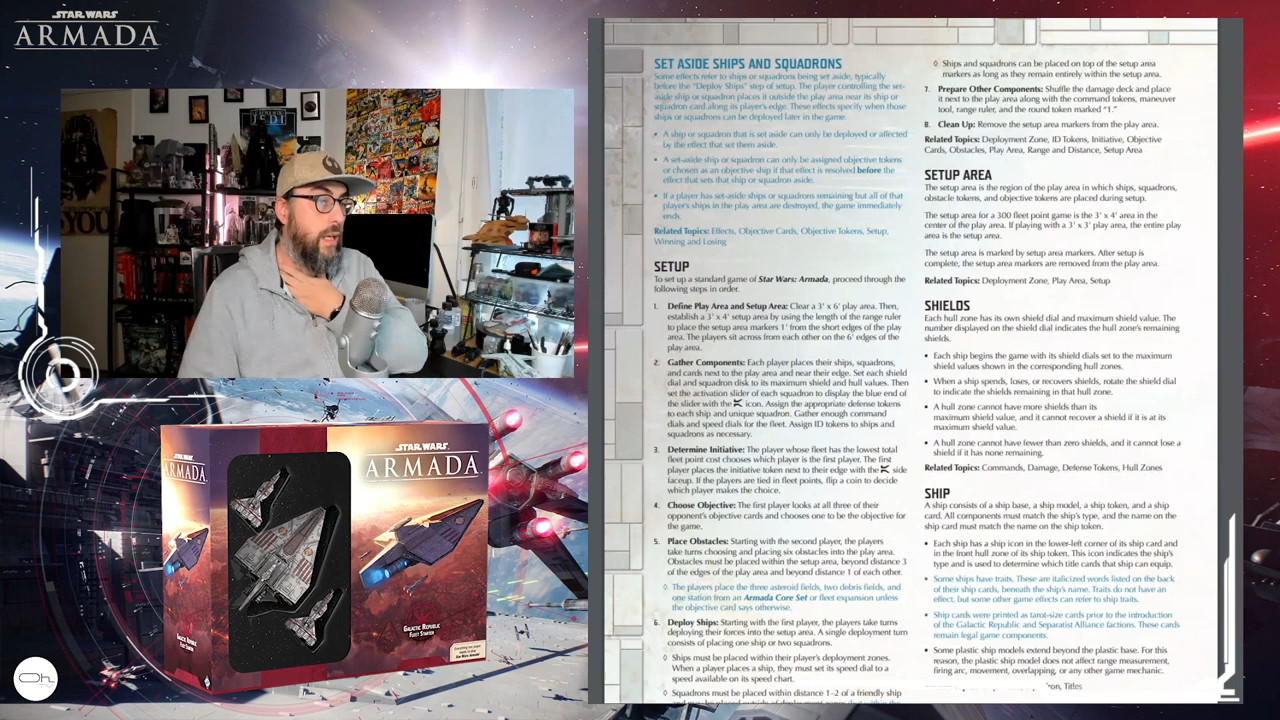 STAR WARS
ARMADA
SET ASIDE SHIPS AND SQUADRONS
Some effects refer to ships or squadrons being set aside, typically
before the "Deploy Ships" step of setup. The player controlling the set-
aside ship or squadron places it outside the play area near its ship or
squadron card along its player's edge. These effects specify when those
ships or squadrons can be deployed later in the game.
• A ship or squadron that is set aside can only be deployed or affected
by the effect that set them aside.
• A set-aside ship or squadron can only be assigned objective tokens
or chosen as an objective ship if that effect is resolved before the
effect that sets that ship or squadron aside.
• If a player has set-aside ships or squadrons remaining but all of that
player's ships in the play area are destroyed, the game immediately
ends.
Related Topics: Effects, Objective Cards, Objective Tokens, Setup,
Winning and Losing
SETUP
To set up a standard game of Star Wars: Armada, proceed through the
following steps in order.
1. Define Play Area and Setup Area: Clear a 3' x 6' play area. Then,
establish a 3' x 4' setup area by using the length of the range ruler
to place the setup area markers 1' from the short edges of the play
area. The players sit across from each other on the 6' edges of the
play area.
2. Gather Components: Each player places their ships, squadrons,
and cards next to the play area and near their edge. Set each shield
dial and squadron disk to its maximum shield and hull values. Then
set the activation slider of each squadron to display the blue end of
the slider with the icon. Assign the appropriate defense tokens
to each ship and unique squadron. Gather enough command
dials and speed dials for the fleet. Assign ID tokens to ships and
squadrons as necessary.
3. Determine Initiative: The player whose fleet has the lowest total
fleet point cost chooses which player is the first player. The first
player places the initiative token next to their edge with the side
faceup. If the players are tied in fleet points, flip a coin to decide
which player makes the choice.
4. Choose Objective: The first player looks at all three of their
opponent's objective cards and chooses one to be the objective for
the game.
5. Place Obstacles: Starting with the second player, the players
take turns choosing and placing six obstacles into the play area.
Obstacles must be placed within the setup area, beyond distance 3
of the edges of the play area and beyond distance 1 of each other.
◊ The players place the three asteroid fields, two debris fields, and
one station from an Armada Core Set or fleet expansion unless
the objective card says otherwise.
6. Deploy Ships: Starting with the first player, the players take turns
deploying their forces into the setup area. A single deployment turn
consists of placing one ship or two squadrons.
◊ Ships must be placed within their player's deployment zones.
When a player places a ship, they must set its speed dial to a
speed available on its speed chart.
◊ Squadrons must be placed within distance 1–2 of a friendly ship
◊ Ships and squadrons can be placed on top of the setup area
markers as long as they remain entirely within the setup area.
7. Prepare Other Components: Shuffle the damage deck and place
it next to the play area along with the command tokens, maneuver
tool, range ruler, and the round token marked "1."
8. Clean Up: Remove the setup area markers from the play area.
Related Topics: Deployment Zone, ID Tokens, Initiative, Objective
Cards, Obstacles, Play Area, Range and Distance, Setup Area
SETUP AREA
The setup area is the region of the play area in which ships, squadrons,
obstacle tokens, and objective tokens are placed during setup.
The setup area for a 300 fleet point game is the 3' x 4' area in the
center of the play area. If playing with a 3' x 3' play area, the entire play
area is the setup area.
The setup area is marked by setup area markers. After setup is
complete, the setup area markers are removed from the play area.
Related Topics: Deployment Zone, Play Area, Setup
SHIELDS
Each hull zone has its own shield dial and maximum shield value. The
number displayed on the shield dial indicates the hull zone's remaining
shields.
• Each ship begins the game with its shield dials set to the maximum
shield values shown in the corresponding hull zones.
• When a ship spends, loses, or recovers shields, rotate the shield dial
to indicate the shields remaining in that hull zone.
• A hull zone cannot have more shields than its
maximum shield value, and it cannot recover a shield if it is at its
maximum shield value.
• A hull zone cannot have fewer than zero shields, and it cannot lose a
shield if it has none remaining.
Related Topics: Commands, Damage, Defense Tokens, Hull Zones
SHIP
A ship consists of a ship base, a ship model, a ship token, and a ship
card. All components must match the ship's type, and the name on the
ship card must match the name on the ship token.
• Each ship has a ship icon in the lower-left corner of its ship card and
in the front hull zone of its ship token. This icon indicates the ship's
type and is used to determine which title cards that ship can equip.
• Some ships have traits. These are italicized words listed on the back
of their ship cards, beneath the ship's name. Traits do not have an
effect, but some other game effects can refer to ship traits.
• Ship cards were printed as tarot-size cards prior to the introduction
of the Galactic Republic and Separatist Alliance factions. These cards
remain legal game components.
• Some plastic ship models extend beyond the plastic base. For this
reason, the plastic ship model does not affect range measurement,
firing arc, movement, overlapping, or any other game mechanic.
Titles
STAR WARS
ARMADA
STAR WARS
ARMADA
GALACTIC REPUBLIC
FLEET STARTER
GALACTIC REPUBLIC
FLEET STARTER
Oh